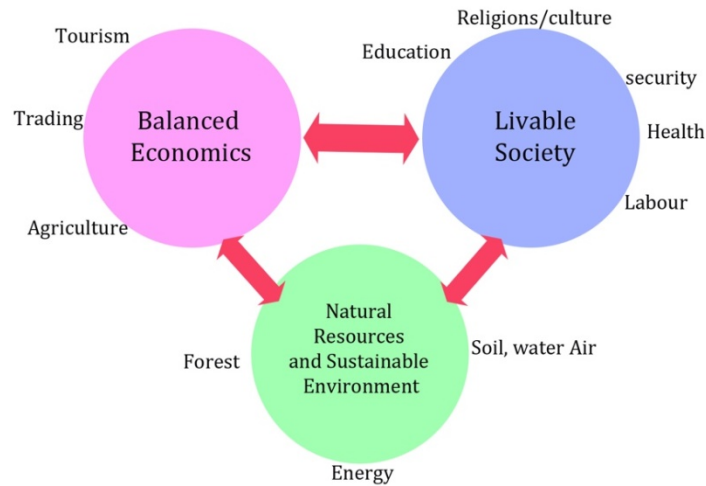 Religions/culture
Tourism
Education
security
Trading
Balanced
Economics
Livable
Society
Health
Labour
Agriculture
Natural
Resources
and Sustainable
Environment
Forest
Soil, water Air
Energy